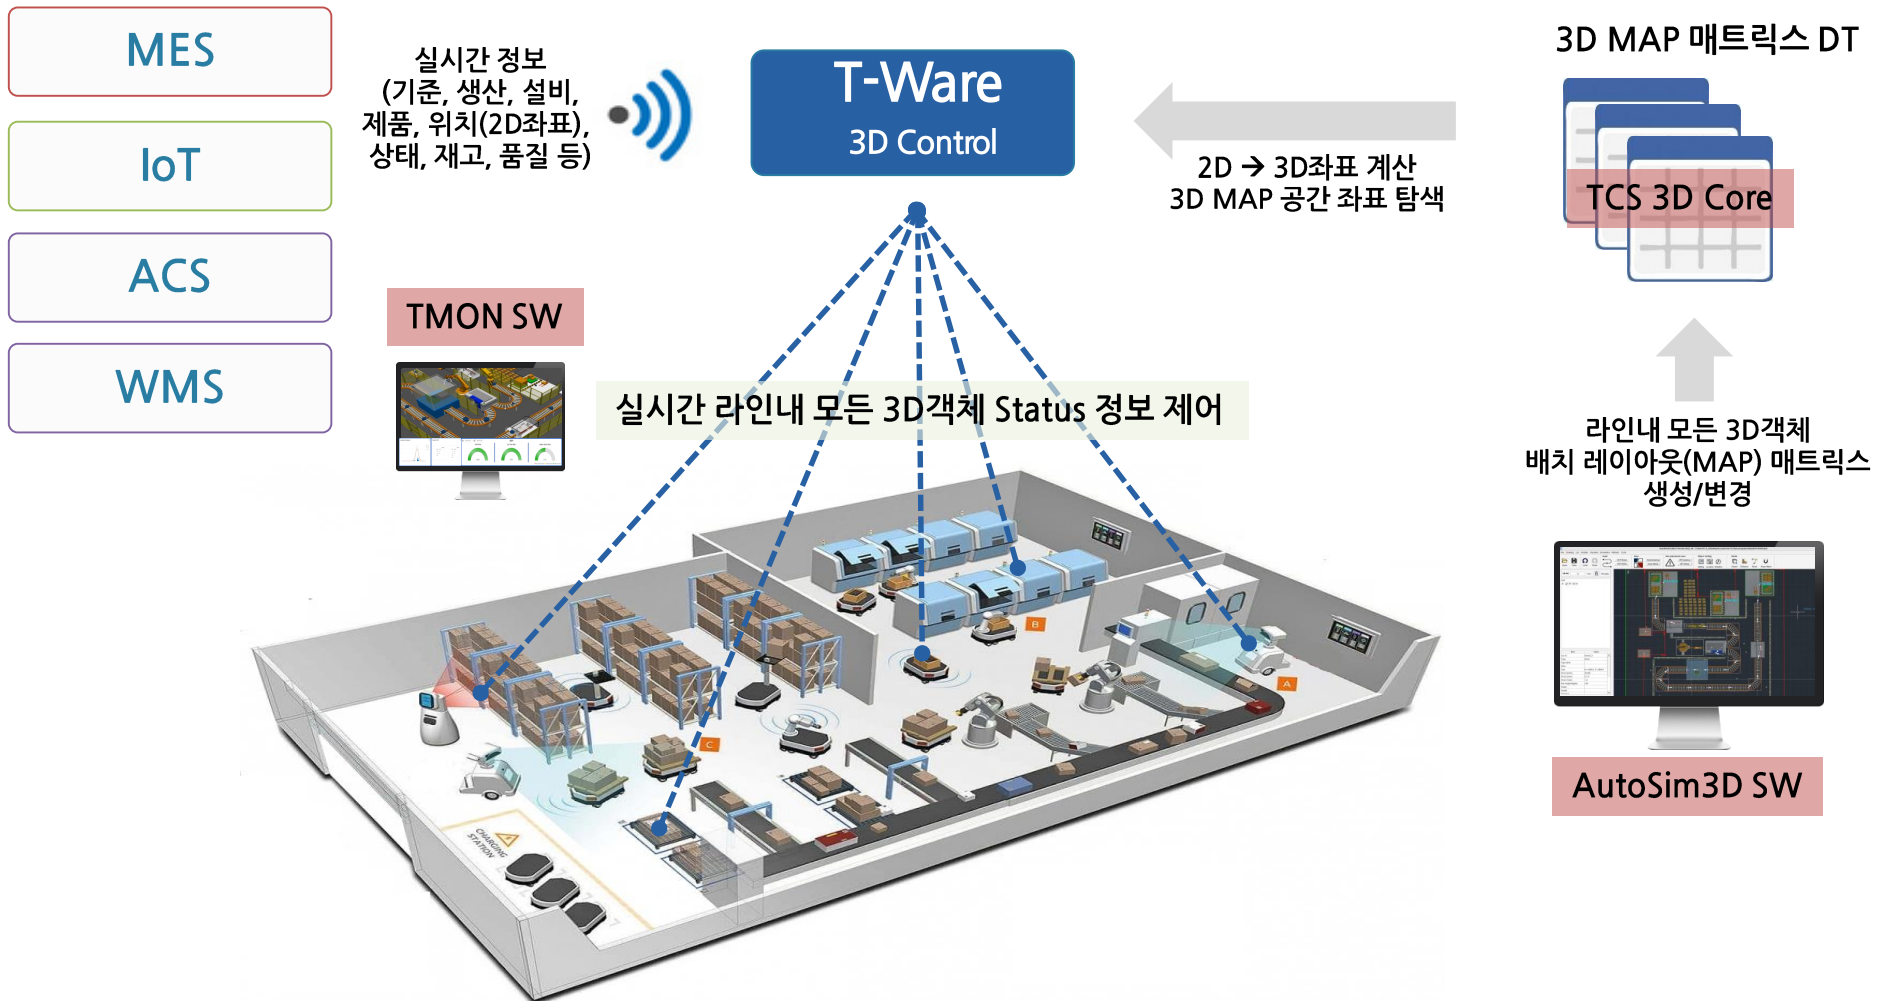 MES
IoT
ACS
WMS
실시간 정보
(기준, 생산, 설비,
제품, 위치(2D좌표),
상태, 재고, 품질 등)
T-Ware
3D Control
2D → 3D좌표 계산
3D MAP 공간 좌표 탐색
3D MAP 매트릭스 DT
TCS 3D Core
라인내 모든 3D객체
배치 레이아웃(MAP) 매트릭스
생성/변경
AutoSim3D SW
TMON SW
실시간 라인내 모든 3D객체 Status 정보 제어
B
A
C
CHARGING
STATION